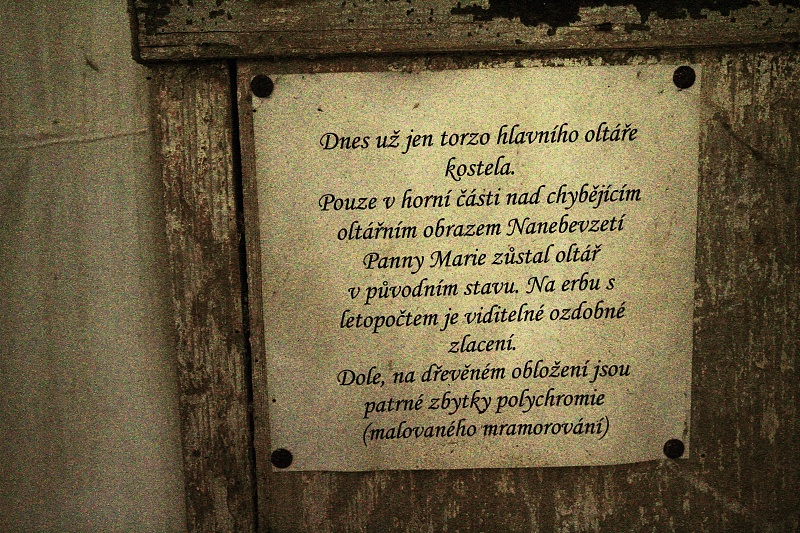 Dnes už jen torzo hlavního oltáře
kostela.
Pouze v horní části nad chybějícím
oltářním obrazem Nanebevzetí
Panny Marie zůstal oltář
v původním stavu. Na erbu s
letopočtem je viditelné ozdobné
zlacení.
Dole, na dřevěném obložení jsou
patrné zbytky polychromie
(malovaného mramorování)